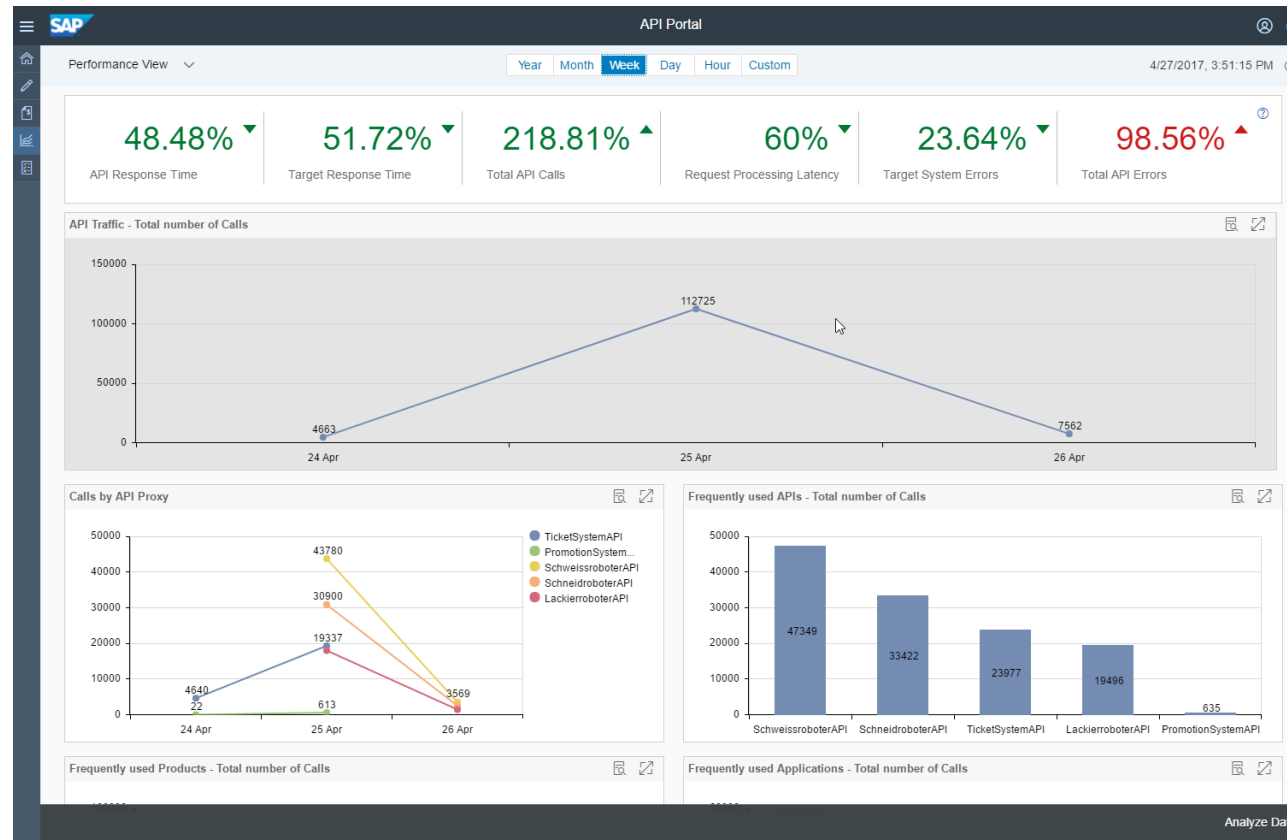 SAP
API Portal
Performance View
Year Month Week Day Hour Custom
4/27/2017, 3:51:15 PM
48.48%
API Response Time
51.72%
Target Response Time
218.81%
Total API Calls
60%
Request Processing Latency
23.64%
Target System Errors
98.56%
Total API Errors
?
API Traffic - Total number of Calls
150000
100000
50000
0
4663
112725
7562
24 Apr
25 Apr
26 Apr
Calls by API Proxy
50000
40000
30000
20000
10000
0
43780
30900
19337
4640
22
613
3569
24 Apr
25 Apr
26 Apr
TicketSystemAPI
PromotionSystem...
SchweissroboterAPI
SchneidroboterAPI
LackierroboterAPI
Frequently used APIs - Total number of Calls
50000
40000
30000
20000
10000
0
47349
33422
23977
19496
635
SchweissroboterAPI
SchneidroboterAPI
TicketSystemAPI
LackierroboterAPI
PromotionSystemAPI
Frequently used Products - Total number of Calls
Frequently used Applications - Total number of Calls
Analyze Da